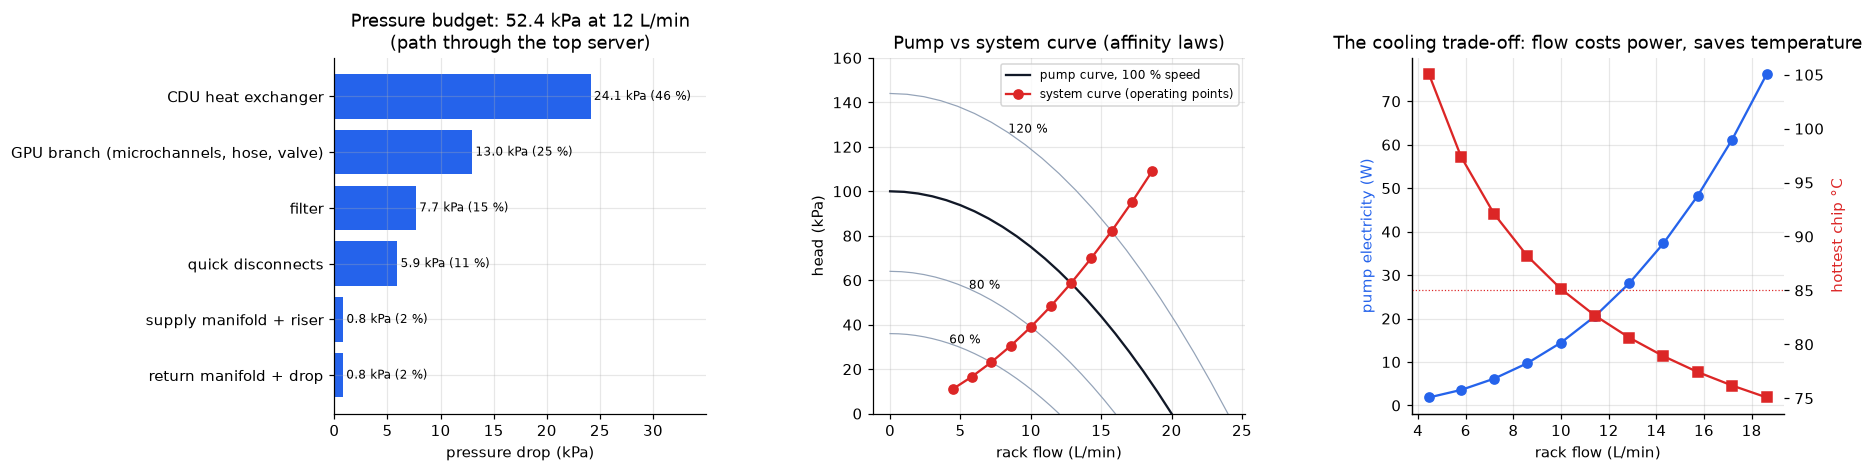 Pressure budget: 52.4 kPa at 12 L/min
(path through the top server)
CDU heat exchanger
24.1 kPa (46 %)
GPU branch (microchannels, hose, valve)
13.0 kPa (25 %)
filter
7.7 kPa (15 %)
quick disconnects
5.9 kPa (11 %)
supply manifold + riser
0.8 kPa (2 %)
return manifold + drop
0.8 kPa (2 %)
0 5 10 15 20 25 30
pressure drop (kPa)
Pump vs system curve (affinity laws)
pump curve, 100 % speed
system curve (operating points)
160
140
120
100
80
60
40
20
0
head (kPa)
120 %
80 %
60 %
0 5 10 15 20 25
rack flow (L/min)
The cooling trade-off: flow costs power, saves temperature
70
60
50
40
30
20
10
0
pump electricity (W)
105
100
95
90
85
80
75
hottest chip °C
4 6 8 10 12 14 16 18
rack flow (L/min)